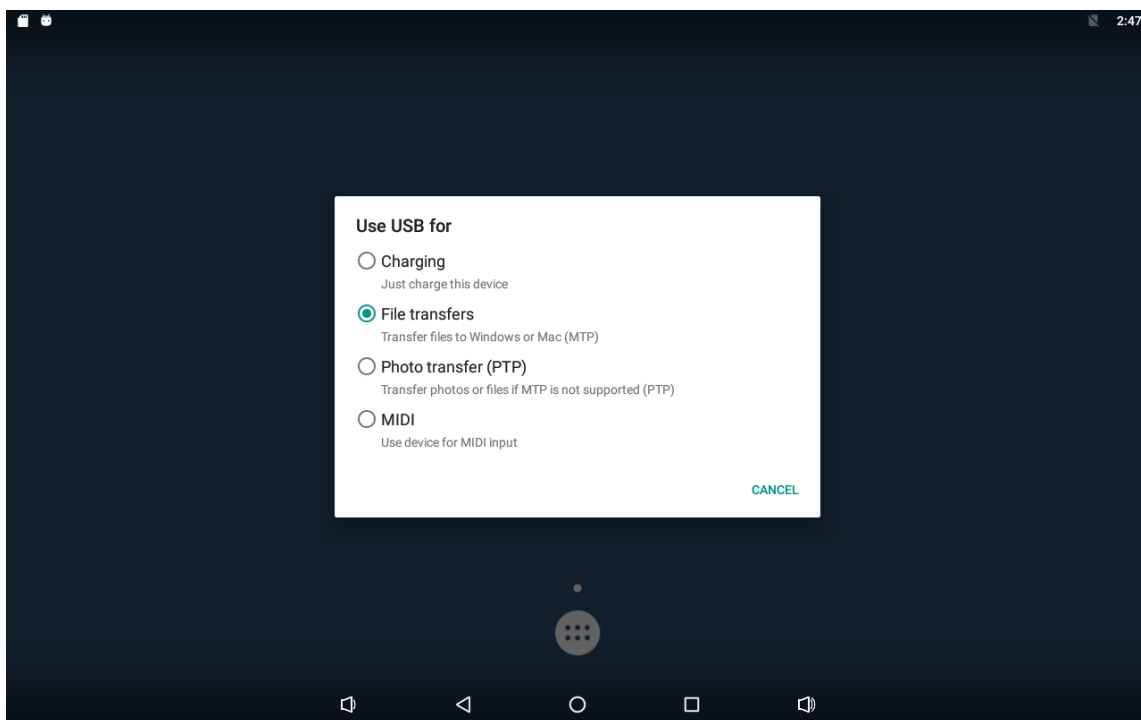 2:47
Use USB for
Charging
Just charge this device
File transfers
Transfer files to Windows or Mac (MTP)
Photo transfer (PTP)
Transfer photos or files if MTP is not supported (PTP)
MIDI
Use device for MIDI input
CANCEL